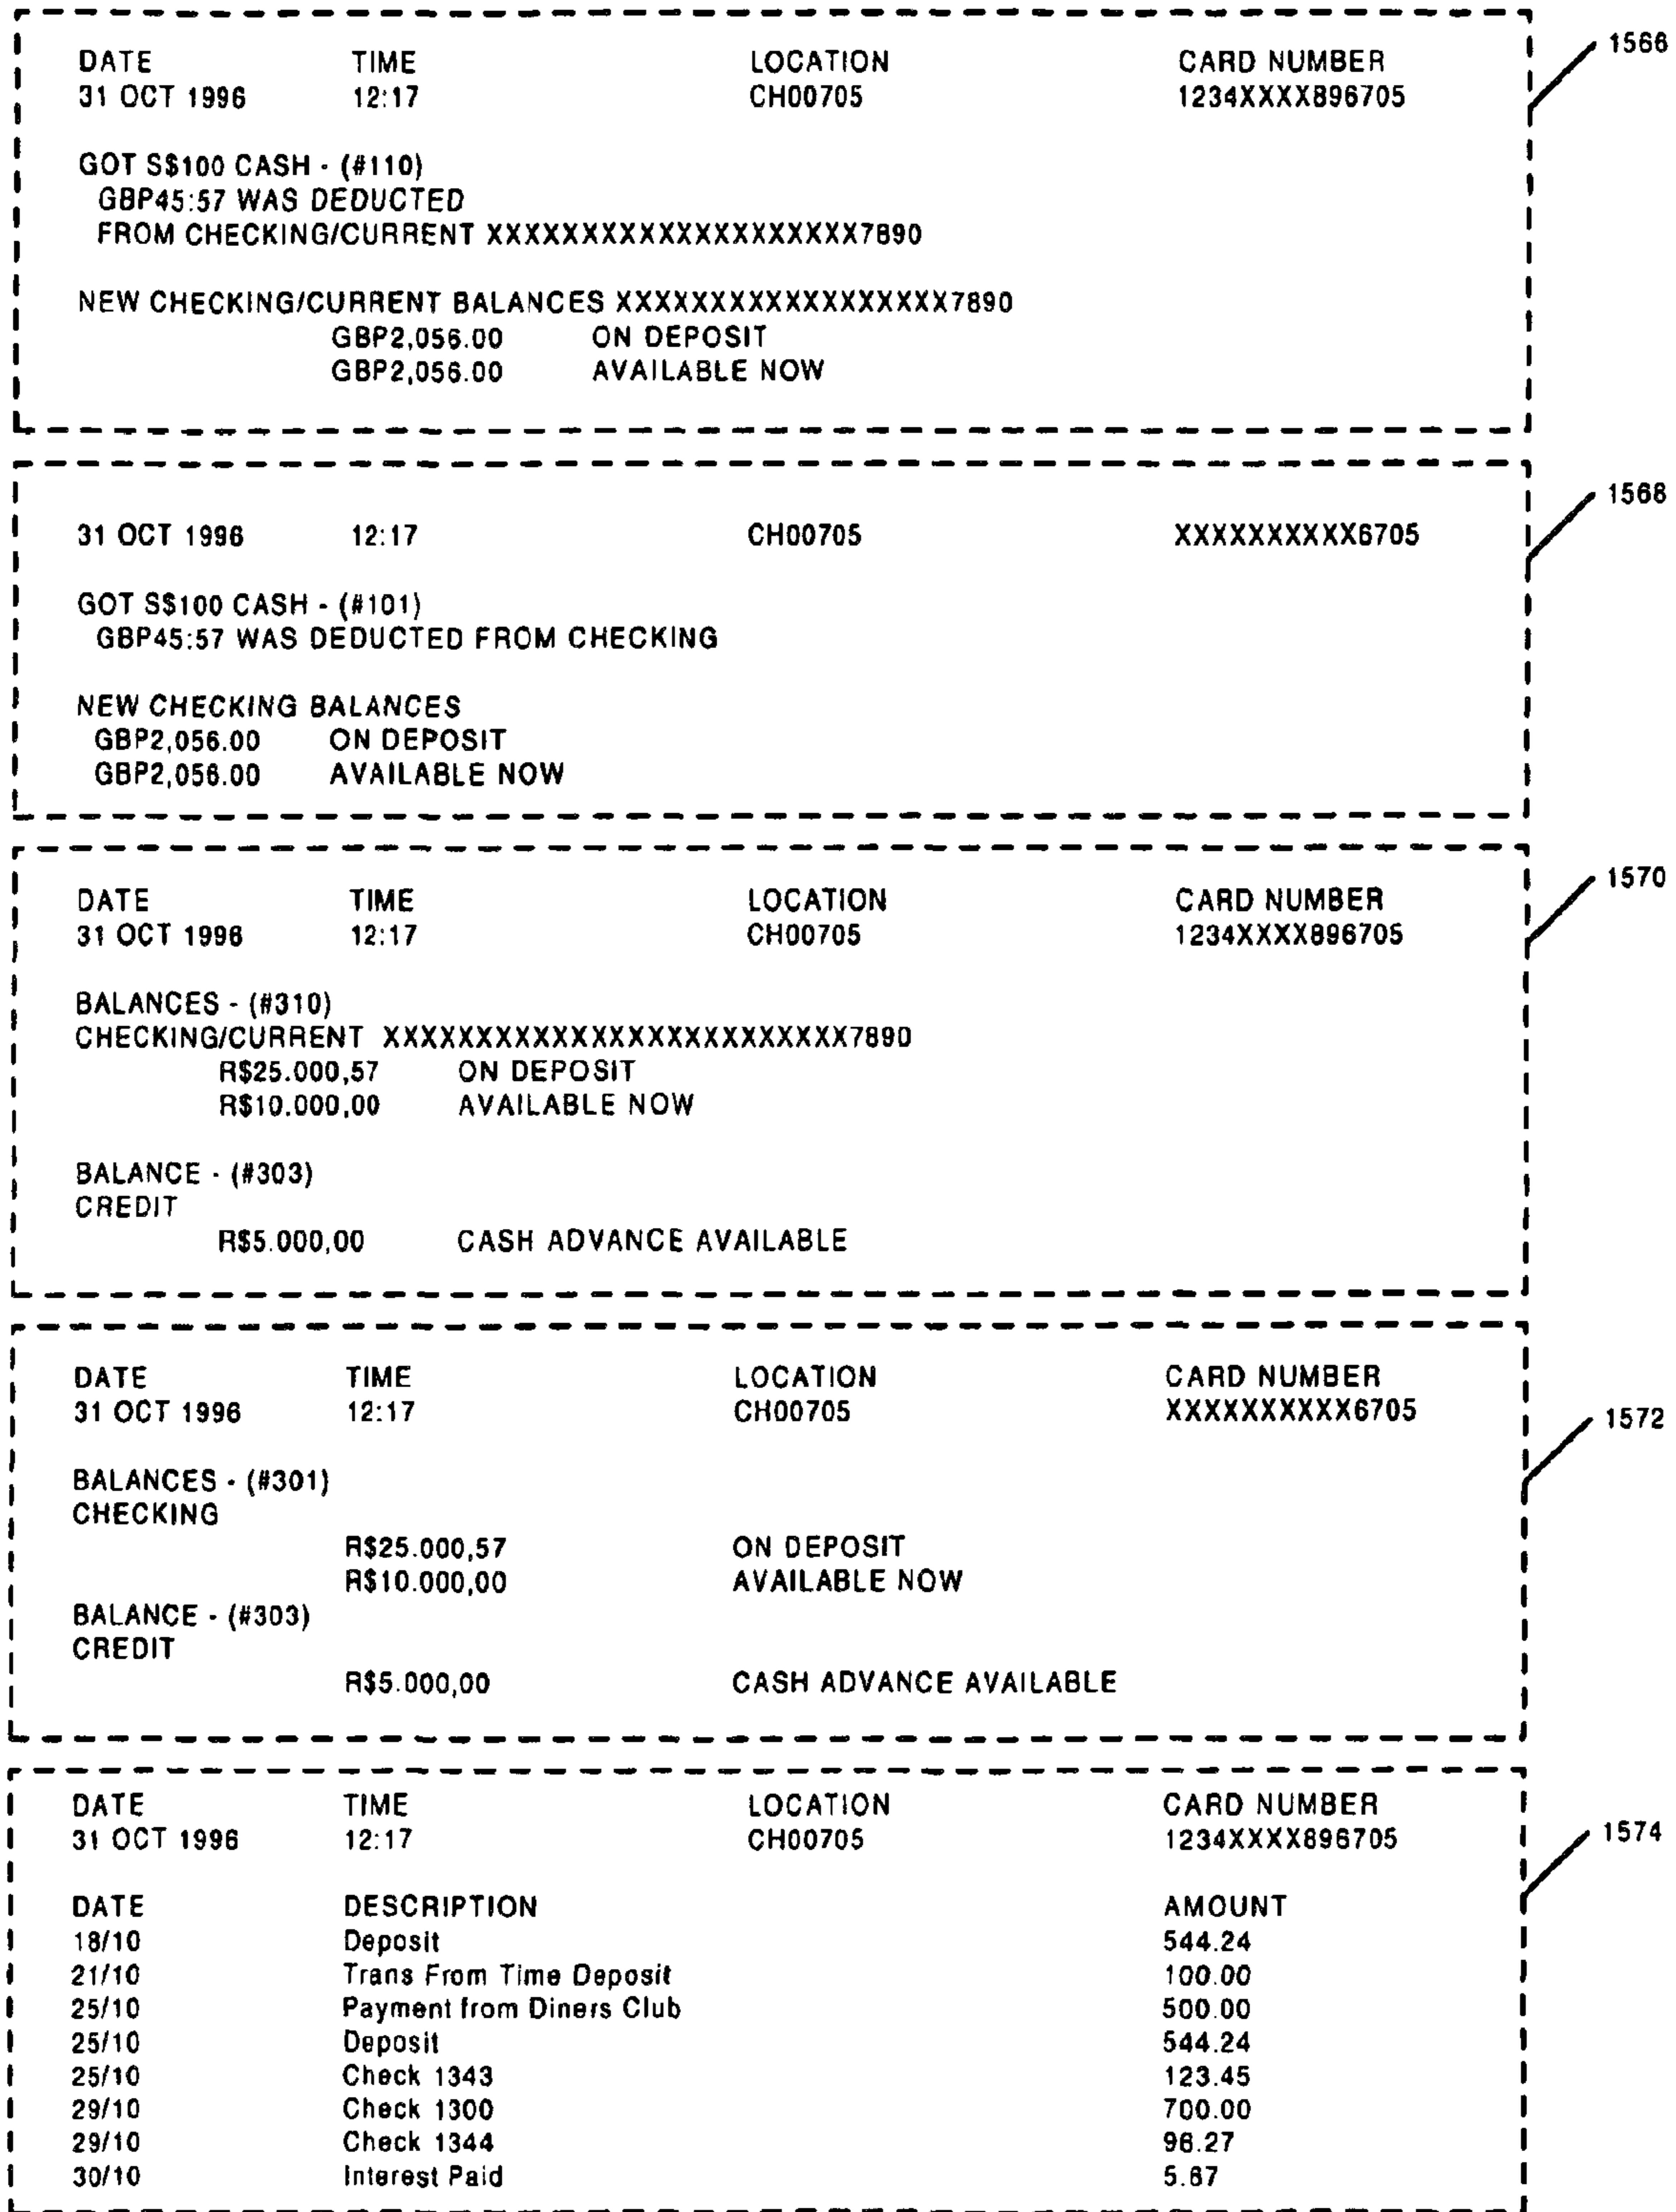 DATE TIME LOCATION CARD NUMBER 1566
31 OCT 1996 12:17 CH00705 1234XXXX896705
GOT S$100 CASH - (#110)
GBP45:57 WAS DEDUCTED
FROM CHECKING/CURRENT XXXXXXXXXXXXXXXXXXXX7890
NEW CHECKING/CURRENT BALANCES XXXXXXXXXXXXXXXXXX7890
GBP2,056.00 ON DEPOSIT
GBP2,056.00 AVAILABLE NOW
1568
31 OCT 1996 12:17 CH00705 XXXXXXXXXX6705
GOT S$100 CASH - (#101)
GBP45:57 WAS DEDUCTED FROM CHECKING
NEW CHECKING BALANCES
GBP2,056.00 ON DEPOSIT
GBP2,056.00 AVAILABLE NOW
1570
DATE TIME LOCATION CARD NUMBER
31 OCT 1996 12:17 CH00705 1234XXXX896705
BALANCES - (#310)
CHECKING/CURRENT XXXXXXXXXXXXXXXXXXXXXXXXX7890
R$25.000,57 ON DEPOSIT
R$10.000,00 AVAILABLE NOW
BALANCE - (#303)
CREDIT
R$5.000,00 CASH ADVANCE AVAILABLE
DATE TIME LOCATION CARD NUMBER
31 OCT 1996 12:17 CH00705 XXXXXXXXXX6705
1572
BALANCES - (#301)
CHECKING
R$25.000,57 ON DEPOSIT
R$10.000,00 AVAILABLE NOW
BALANCE - (#303)
CREDIT
R$5.000,00 CASH ADVANCE AVAILABLE
DATE TIME LOCATION CARD NUMBER
31 OCT 1996 12:17 CH00705 1234XXXX896705
1574
DATE DESCRIPTION AMOUNT
18/10 Deposit 544.24
21/10 Trans From Time Deposit 100.00
25/10 Payment from Diners Club 500.00
25/10 Deposit 544.24
25/10 Check 1343 123.45
29/10 Check 1300 700.00
29/10 Check 1344 96.27
30/10 Interest Paid 5.67